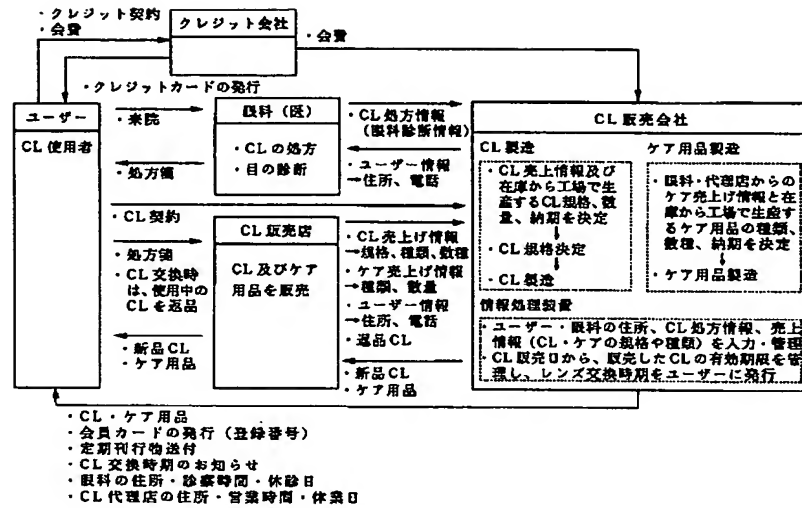 ・クレジット契約
・会費
クレジット会社
・会費
・クレジットカードの発行
ユーザー
CL使用者
・来院
・処方箋
眼科(医)
・CLの処方
・目の診断
・CL処方情報
(眼科診断情報)
・ユーザー情報
→住所、電話
・CL契約
・処方箋
・CL交換時
は、使用中の
CLを返品
・新品CL
・ケア用品
CL販売店
CL及びケア
用品を販売
・CL売上げ情報
→規格、種類、数種
・ケア売上げ情報
→種類、数量
・ユーザー情報
→住所、電話
・返品CL
・新品CL
・ケア用品
CL販売会社
CL製造
・CL売上情報及び
在庫から工場で生
産するCL規格、数
量、納期を決定
・CL規格決定
・CL製造
ケア用品製造
・眼科・代理店からの
ケア売上げ情報と在
庫から工場で生産す
るケア用品の種類、
数種、納期を決定
・ケア用品製造
情報処理装置
・ユーザー・眼科の住所、CL処方情報、売上
情報(CL・ケアの規格や種類)を入力・管理
・CL販売日から、販売したCLの有効期限を管
理し、レンズ交換時期をユーザーに発行
・CL・ケア用品
・会員カードの発行(登録番号)
・定期刊行物送付
・CL交換時期のお知らせ
・眼科の住所・診察時間・休診日
・CL代理店の住所・営業時間・休業日